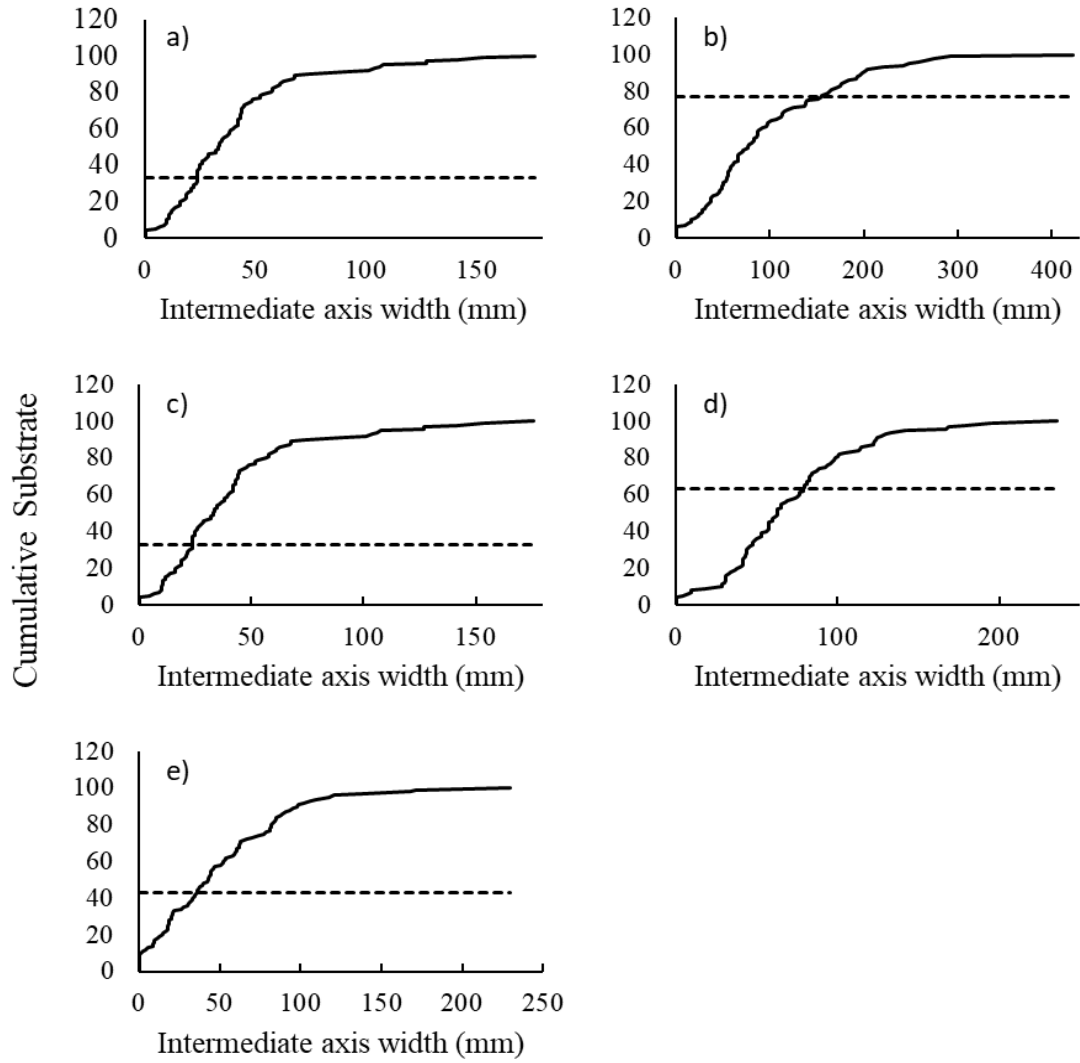 a)
120
100
80
60
40
20
0
0 50 100 150
Intermediate axis width (mm)
b)
120
100
80
60
40
20
0
0 100 200 300 400
Intermediate axis width (mm)
Cumulative Substrate
c)
120
100
80
60
40
20
0
0 50 100 150
Intermediate axis width (mm)
d)
120
100
80
60
40
20
0
0 100 200
Intermediate axis width (mm)
e)
120
100
80
60
40
20
0
0 50 100 150 200 250
Intermediate axis width (mm)